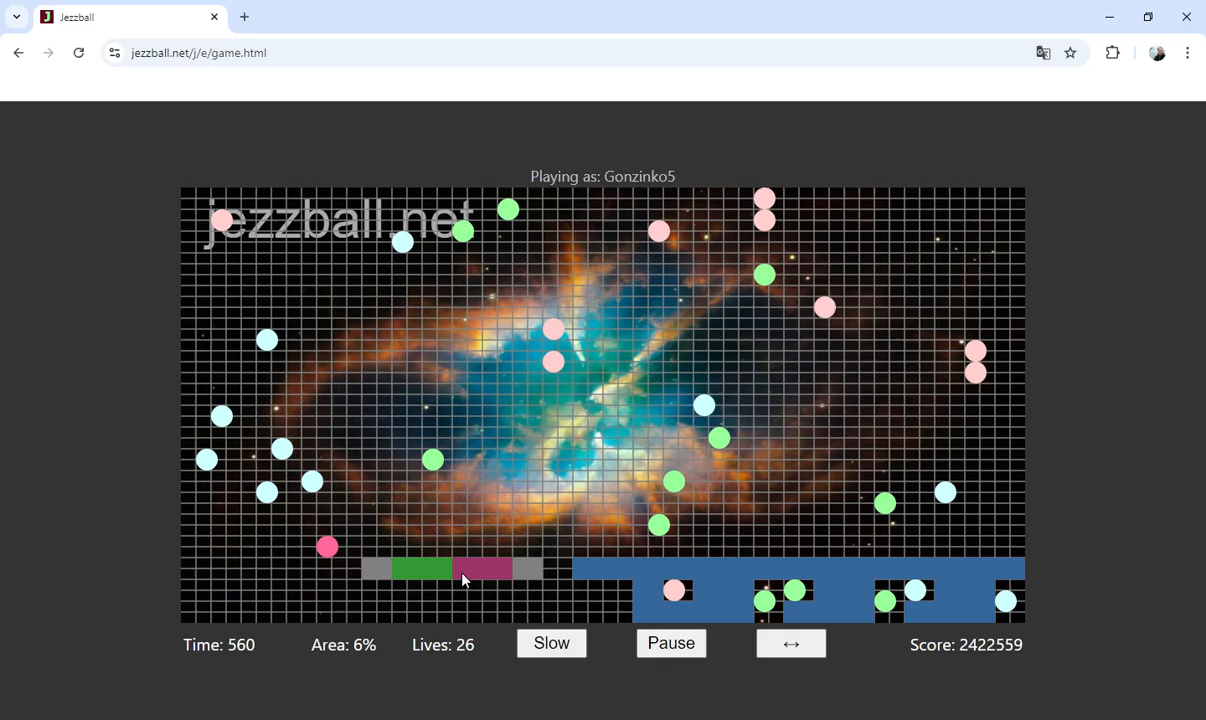 Jezzball
jezzball.net/j/e/game.html
Playing as: Gonzinko5
jezzball.net
Time: 560
Area: 6%
Lives: 26
Slow
Pause
↔
Score: 2422559